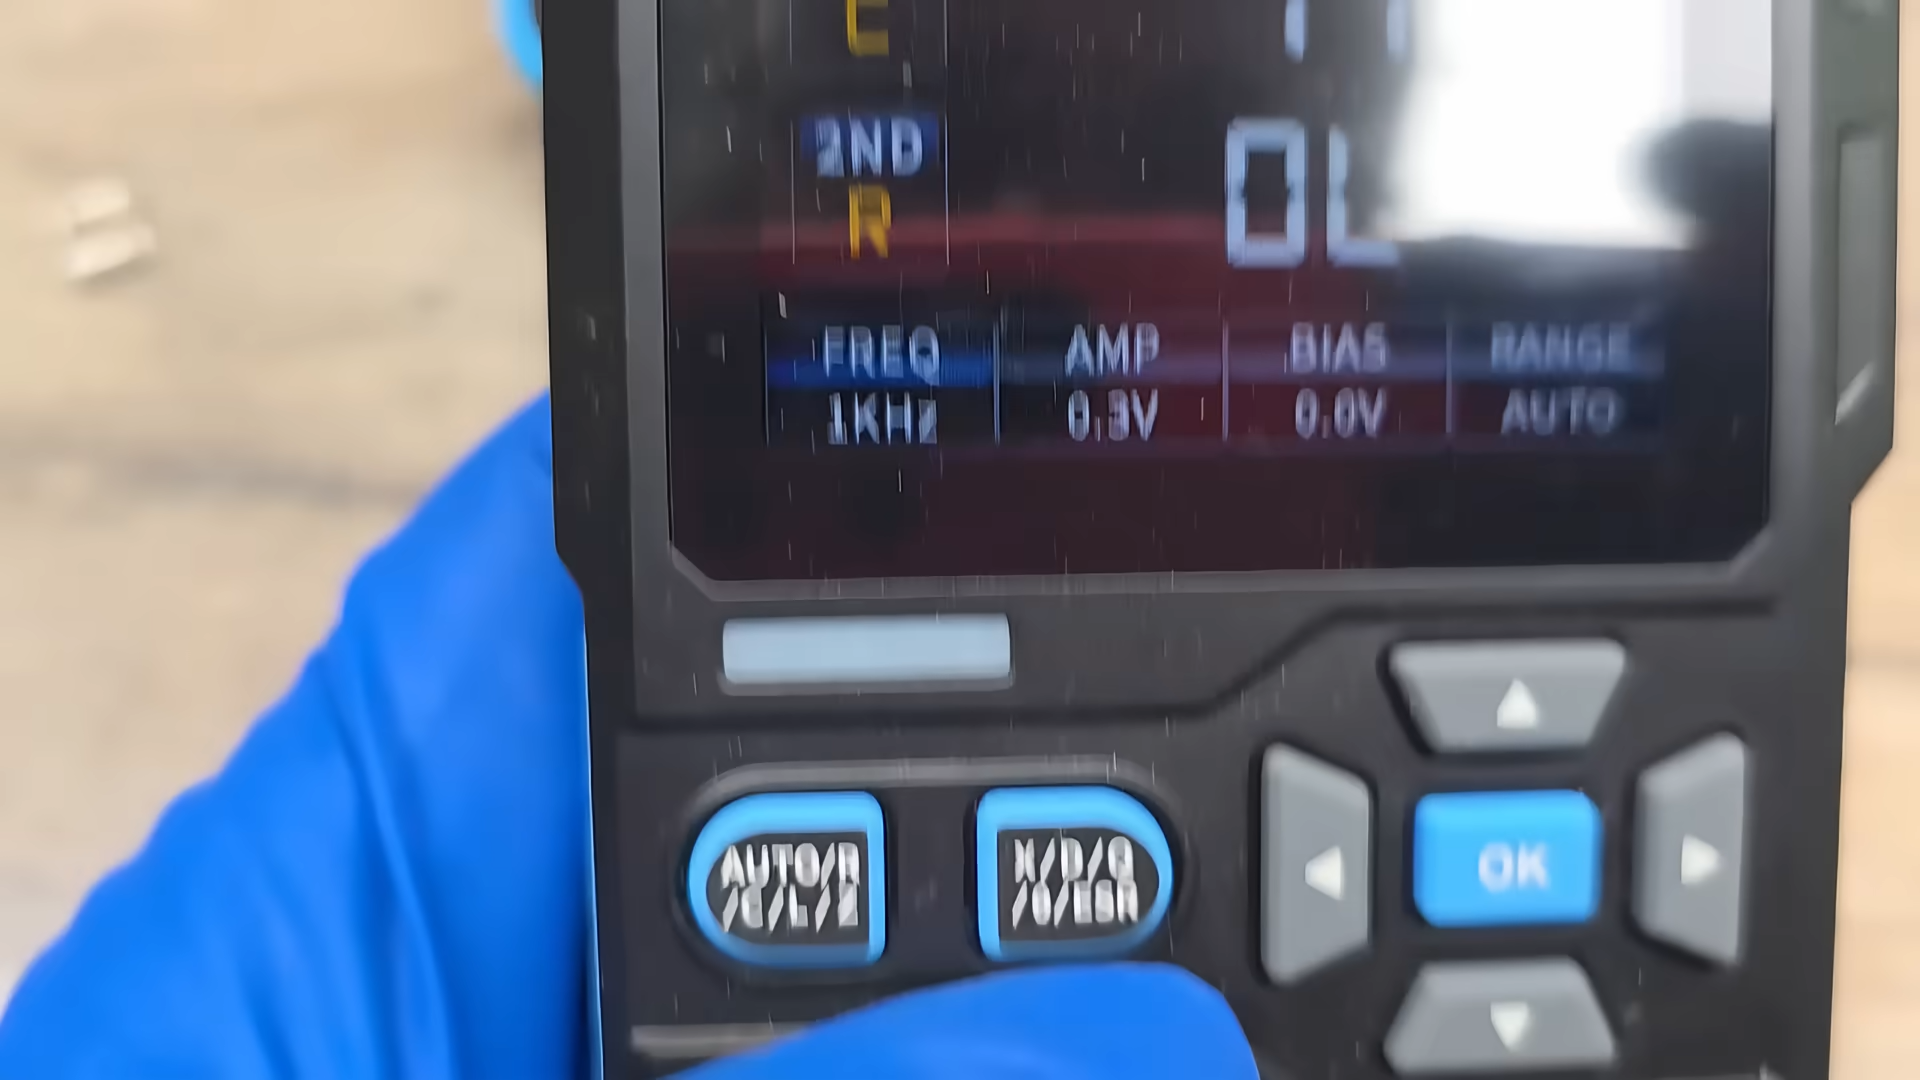 2ND
R
OL
FREQ AMP BIAS RANGE
1KHz 0.3V 0.0V AUTO
AUTO/R
/C/L/Z
X/D/Q
/θ/ESR
OK